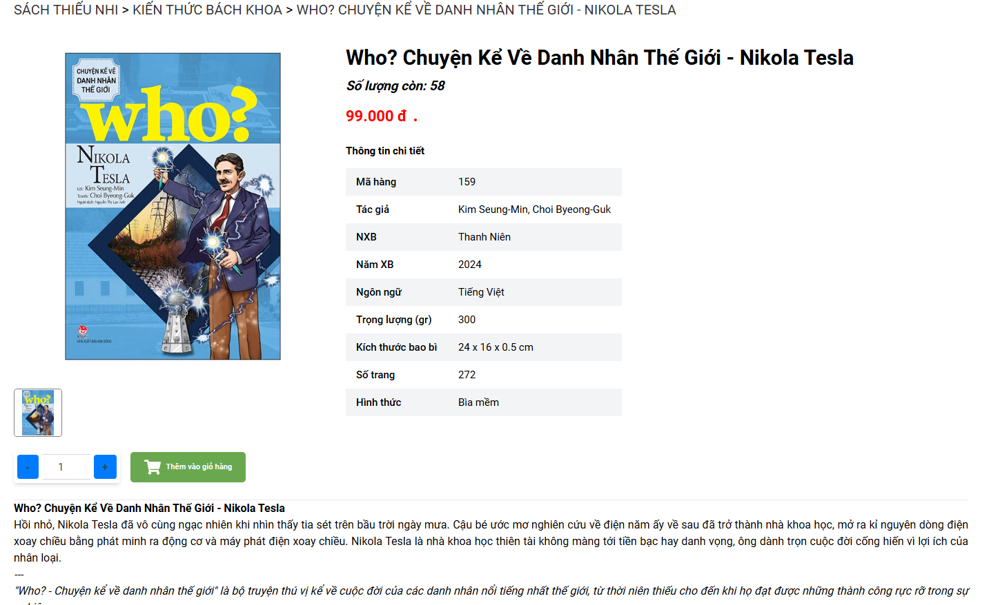 SÁCH THIẾU NHI > KIẾN THỨC BÁCH KHOA > WHO? CHUYỆN KỂ VỀ DANH NHÂN THẾ GIỚI - NIKOLA TESLA
CHUYỆN KỂ VỀ
DANH NHÂN
THẾ GIỚI
who?
NIKOLA
TESLA
Lời: Kim Seung-Min
Tranh: Choi Byeong-Guk
Người dịch: Nguyễn Thị Lan Anh
NHÀ XUẤT BẢN KIM ĐỒNG
Who? Chuyện Kể Về Danh Nhân Thế Giới - Nikola Tesla
Số lượng còn: 58
99.000 đ .
Thông tin chi tiết
Mã hàng 159
Tác giả Kim Seung-Min, Choi Byeong-Guk
NXB Thanh Niên
Năm XB 2024
Ngôn ngữ Tiếng Việt
Trọng lượng (gr) 300
Kích thước bao bì 24 x 16 x 0.5 cm
Số trang 272
Hình thức Bìa mềm
who?
- 1 + Thêm vào giỏ hàng
Who? Chuyện Kể Về Danh Nhân Thế Giới - Nikola Tesla
Hồi nhỏ, Nikola Tesla đã vô cùng ngạc nhiên khi nhìn thấy tia sét trên bầu trời ngày mưa. Cậu bé ước mơ nghiên cứu về điện năm ấy về sau đã trở thành nhà khoa học, mở ra kỉ nguyên dòng điện
xoay chiều bằng phát minh ra động cơ và máy phát điện xoay chiều. Nikola Tesla là nhà khoa học thiên tài không màng tới tiền bạc hay danh vọng, ông dành trọn cuộc đời cống hiến vì lợi ích của
nhân loại.
---
"Who? - Chuyện kể về danh nhân thế giới" là bộ truyện thú vị kể về cuộc đời của các danh nhân nổi tiếng nhất thế giới, từ thời niên thiếu cho đến khi họ đạt được những thành công rực rỡ trong sự